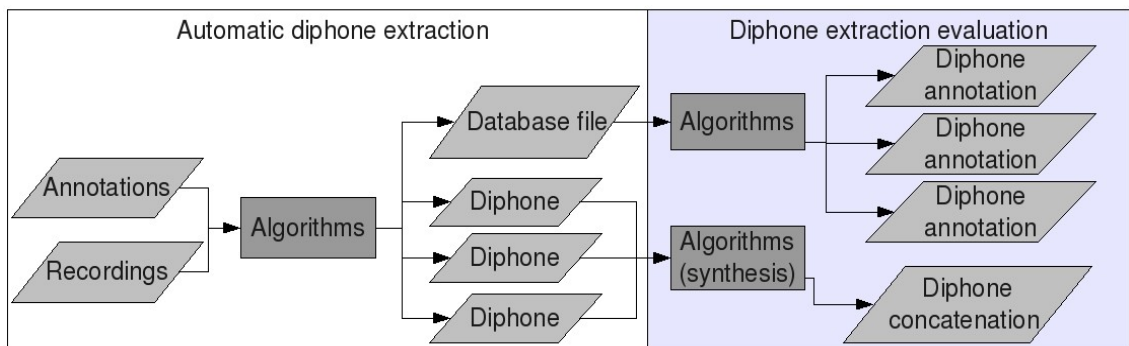 Automatic diphone extraction
Annotations
Recordings
Algorithms
Database file
Diphone
Diphone
Diphone
Diphone extraction evaluation
Algorithms
Algorithms
(synthesis)
Diphone
annotation
Diphone
annotation
Diphone
annotation
Diphone
concatenation